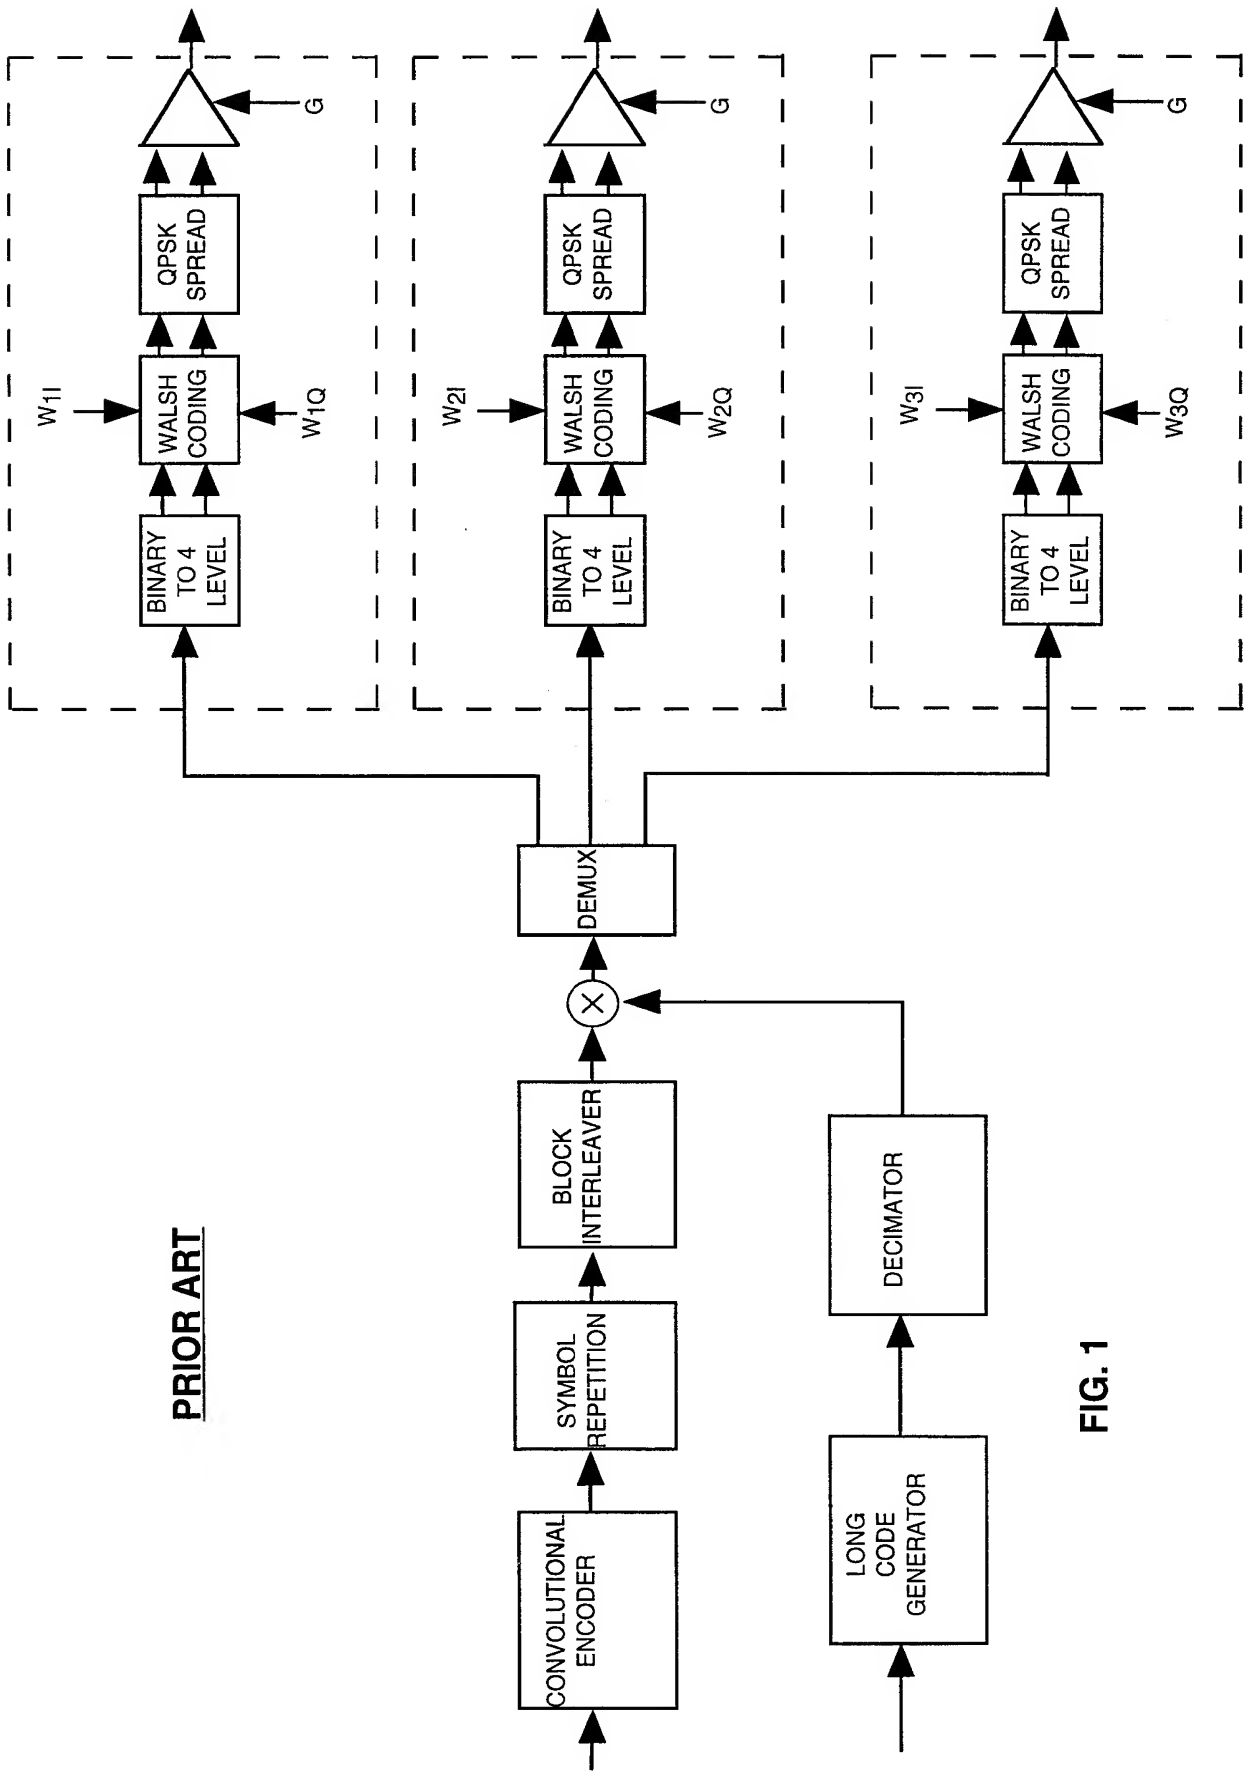 PRIOR ART
CONVOLUTIONAL
ENCODER
SYMBOL
REPETITION
BLOCK
INTERLEAVER
X
DEMUX
LONG
CODE
GENERATOR
DECIMATOR
BINARY
TO 4
LEVEL
W1I
WALSH
CODING
W1Q
QPSK
SPREAD
G
BINARY
TO 4
LEVEL
W2I
WALSH
CODING
W2Q
QPSK
SPREAD
G
BINARY
TO 4
LEVEL
W3I
WALSH
CODING
W3Q
QPSK
SPREAD
G
FIG. 1